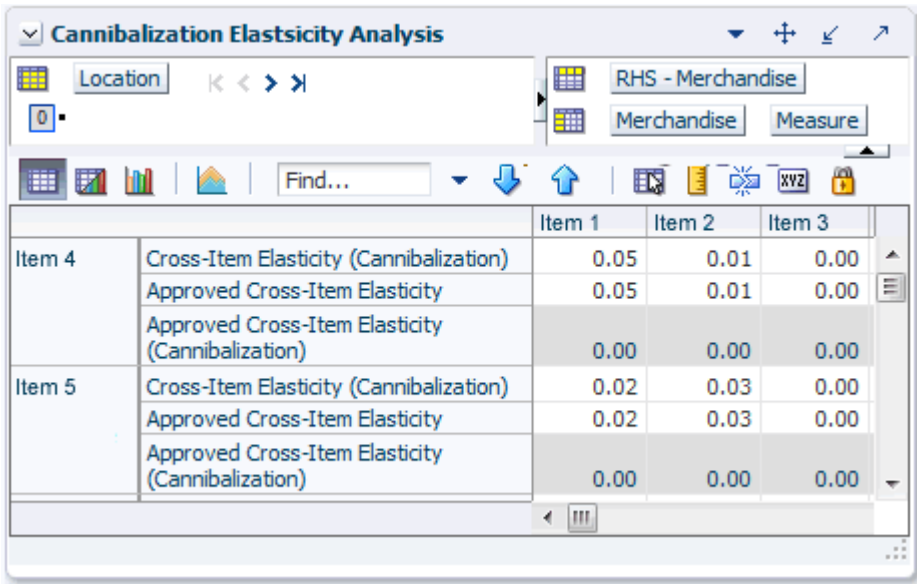 Cannibalization Elastsicity Analysis
Location
RHS - Merchandise
0
Merchandise Measure
Find...
XYZ
Item 1 Item 2 Item 3
Item 4 Cross-Item Elasticity (Cannibalization) 0.05 0.01 0.00
Approved Cross-Item Elasticity 0.05 0.01 0.00
Approved Cross-Item Elasticity
(Cannibalization) 0.00 0.00 0.00
Item 5 Cross-Item Elasticity (Cannibalization) 0.02 0.03 0.00
Approved Cross-Item Elasticity 0.02 0.03 0.00
Approved Cross-Item Elasticity
(Cannibalization) 0.00 0.00 0.00